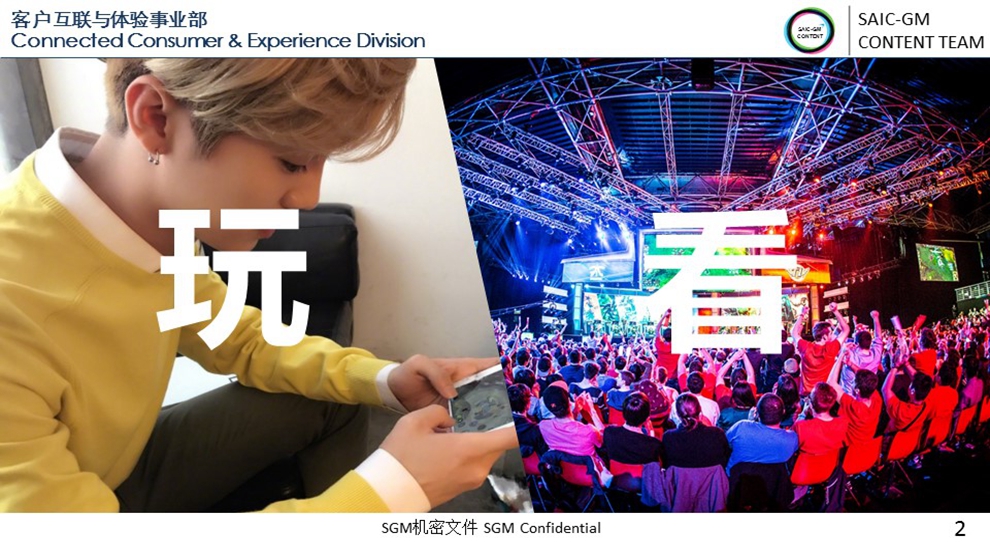 客户互联与体验事业部
Connected Consumer & Experience Division
SAIC-GM
CONTENT
SAIC-GM
CONTENT TEAM
玩
看
SGM机密文件 SGM Confidential
2